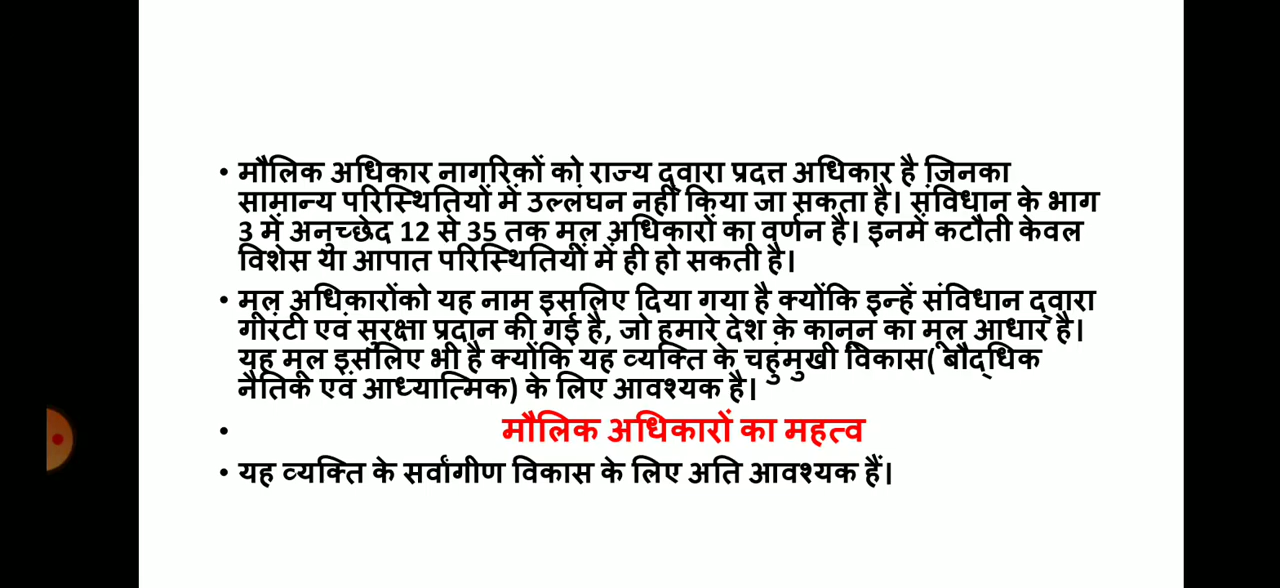 • मौलिक अधिकार नागरिकों को राज्य द्वारा प्रदत्त अधिकार है जिनका
सामान्य परिस्थितियों में उल्लंघन नहीं किया जा सकता है। संविधान के भाग
3 में अनुच्छेद 12 से 35 तक मूल अधिकारों का वर्णन है। इनमें कटौती केवल
विशेस या आपात परिस्थितियों में ही हो सकती है।
• मूल अधिकारोंको यह नाम इसलिए दिया गया है क्योंकि इन्हें संविधान द्वारा
गारंटी एवं सुरक्षा प्रदान की गई है, जो हमारे देश के कानून का मूल आधार है।
यह मूल इसलिए भी है क्योंकि यह व्यक्ति के चहुमुखी विकास( बौद्धिक
नैतिक एवं आध्यात्मिक) के लिए आवश्यक है।
• मौलिक अधिकारों का महत्व
• यह व्यक्ति के सर्वांगीण विकास के लिए अति आवश्यक हैं।